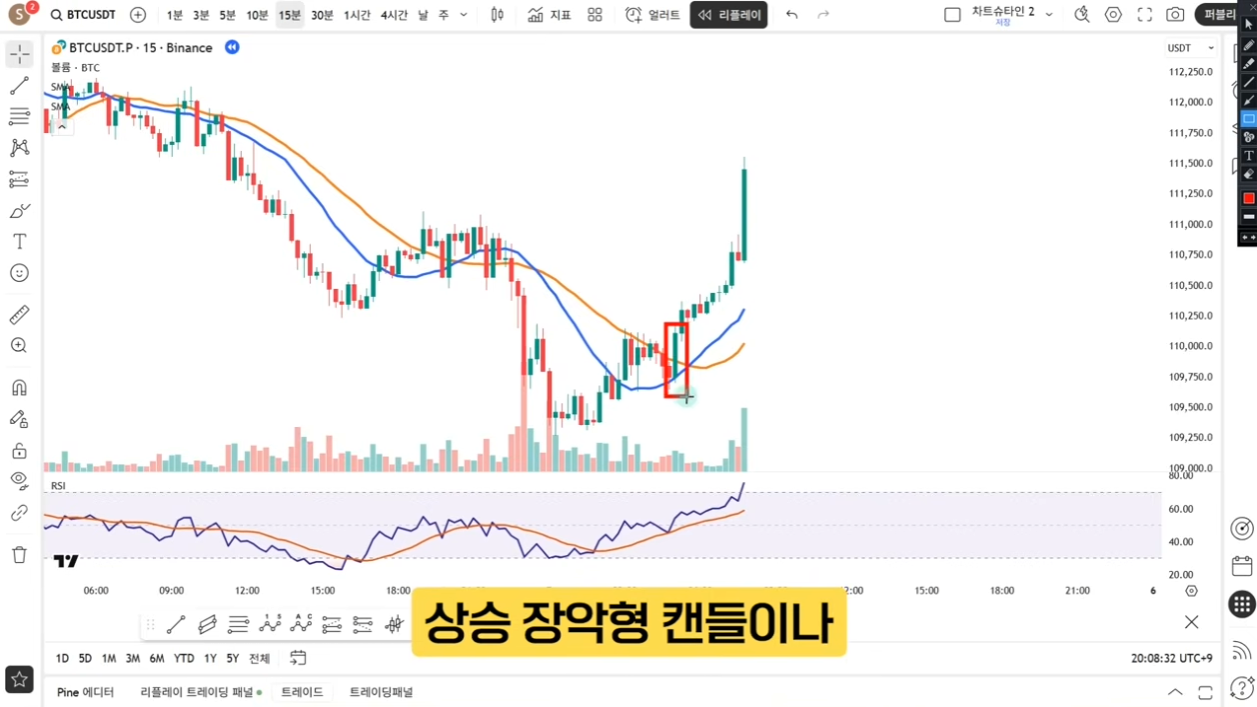 S 2 BTCUSDT 1분 3분 5분 10분 15분 30분 1시간 4시간 날 주 지표 얼러트 리플레이 차트슈타인 2 퍼블리
저장
BTCUSDT.P · 15 · Binance USDT
볼륨 · BTC
SMA
SMA
112,250.0
112,000.0
111,750.0
111,500.0
111,250.0
111,000.0
110,750.0
110,500.0
110,250.0
110,000.0
109,750.0
109,500.0
109,250.0
109,000.0
RSI
80.00
60.00
40.00
20.00
06:00 09:00 12:00 15:00 18:00 15:00 18:00 21:00 6
상승 장악형 캔들이나
1D 5D 1M 3M 6M YTD 1Y 5Y 전체 20:08:32 UTC+9
Pine 에디터 리플레이 트레이딩 패널 트레이드 트레이딩패널